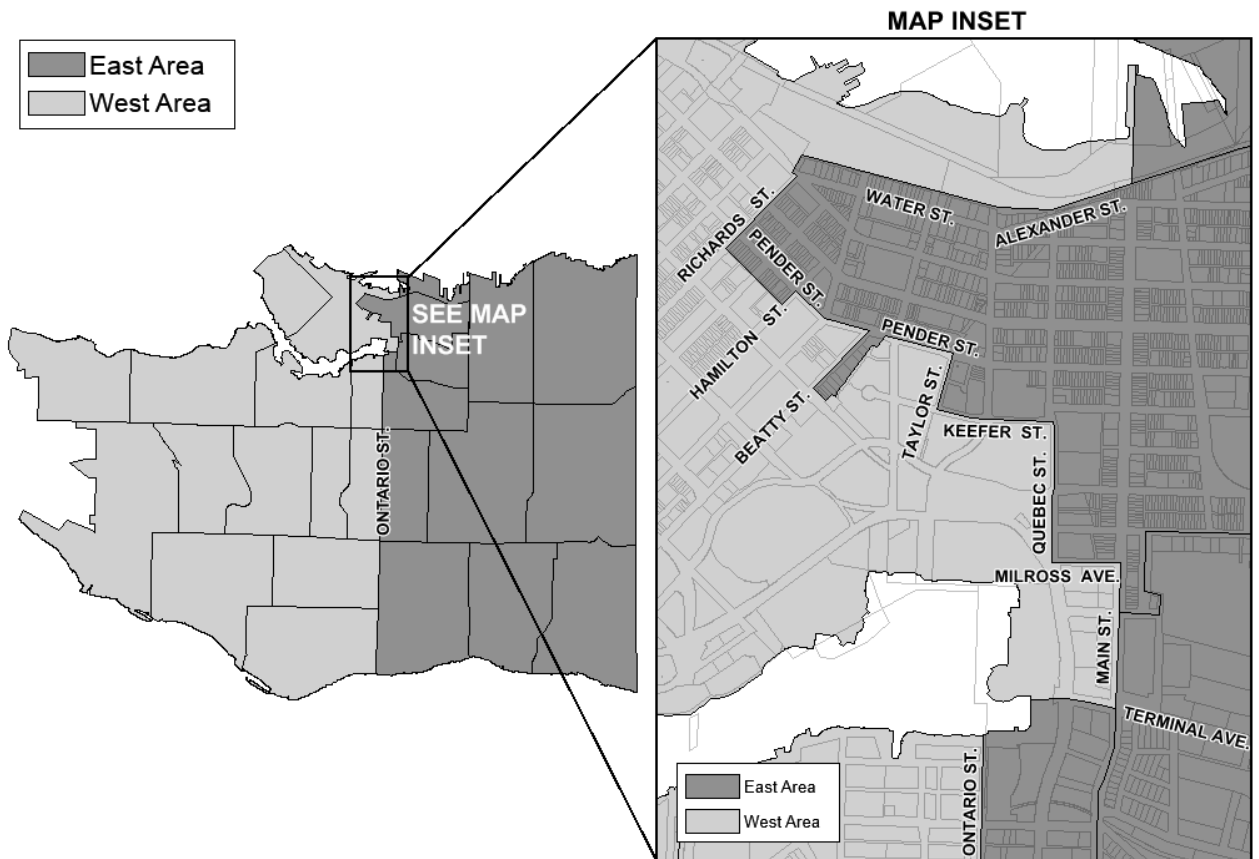 MAP INSET
East Area
West Area
SEE MAP
INSET
ONTARIO ST.
WATER ST.
ALEXANDER ST.
RICHARDS ST.
PENDER ST.
HAMILTON ST.
PENDER ST.
BEATTY ST.
TAYLOR ST.
KEEFER ST.
QUEBEC ST.
MILROSS AVE.
MAIN ST.
TERMINAL AVE.
ONTARIO ST.
East Area
West Area